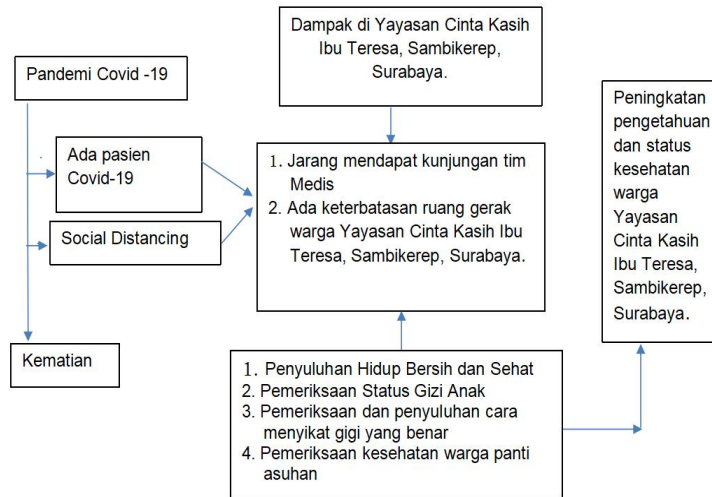 Dampak di Yayasan Cinta Kasih
Ibu Teresa, Sambikerep,
Surabaya.
Pandemi Covid -19
Ada pasien
Covid-19
Social Distancing
Kematian
1. Jarang mendapat kunjungan tim
Medis
2. Ada keterbatasan ruang gerak
warga Yayasan Cinta Kasih Ibu
Teresa, Sambikerep, Surabaya.
1. Penyuluhan Hidup Bersih dan Sehat
2. Pemeriksaan Status Gizi Anak
3. Pemeriksaan dan penyuluhan cara
menyikat gigi yang benar
4. Pemeriksaan kesehatan warga panti
asuhan
Peningkatan
pengetahuan
dan status
kesehatan
warga
Yayasan
Cinta Kasih
Ibu Teresa,
Sambikerep,
Surabaya.